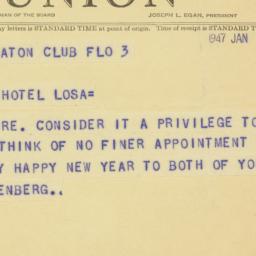 UNION
MAN OF THE BOARD
JOSEPH L. EGAN, PRESIDENT
y letters is STANDARD TIME at point of origin. Time of receipt is STANDARD T
1947 JAN
ATON CLUB FLO 3
HOTEL LOSA=
RE. CONSIDER IT A PRIVILEGE TO
THINK OF NO FINER APPOINTMENT
Y HAPPY NEW YEAR TO BOTH OF YO
ENBERG..